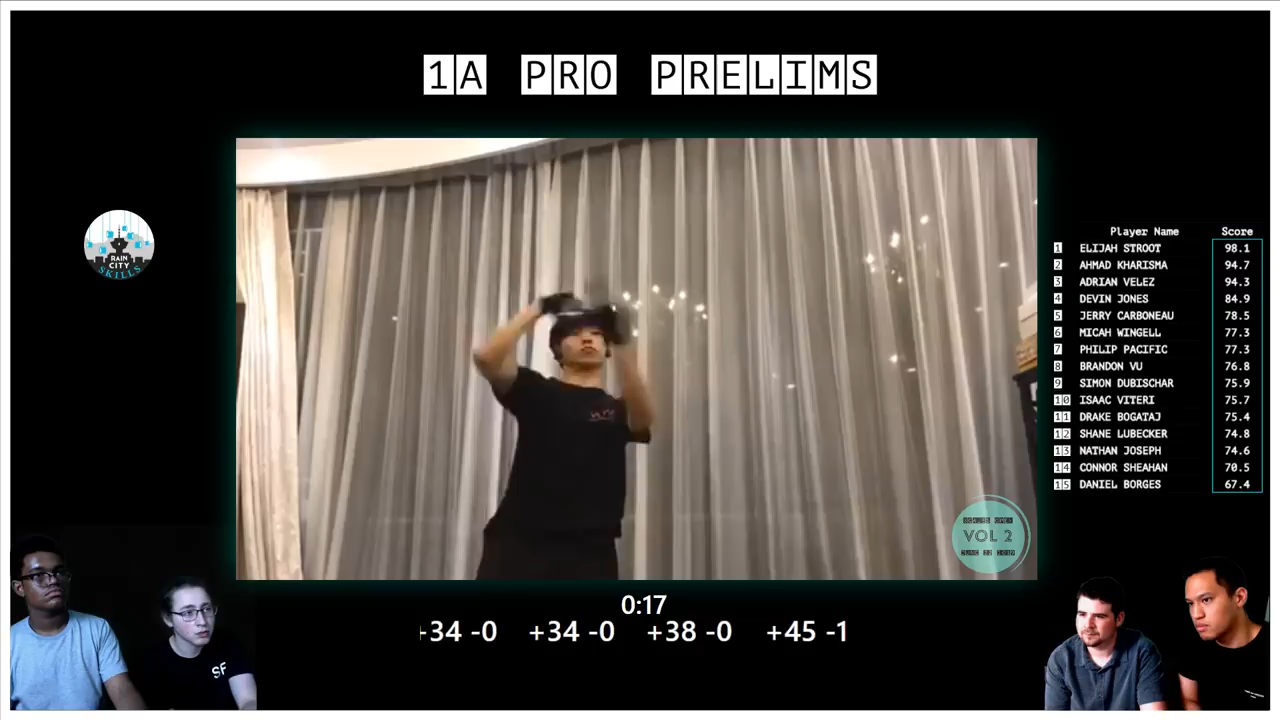 1A PRO PRELIMS
RAIN
CITY
SKILLS
Player Name Score
1 ELIJAH STROOT 98.1
2 AHMAD KHARISMA 94.7
3 ADRIAN VELEZ 94.3
4 DEVIN JONES 84.9
5 JERRY CARBONEAU 78.5
6 MICAH WINGELL 77.3
7 PHILIP PACIFIC 77.3
8 BRANDON VU 76.8
9 SIMON DUBISCHAR 75.9
10 ISAAC VITERI 75.7
11 DRAKE BOGATAJ 75.4
12 SHANE LUBECKER 74.8
13 NATHAN JOSEPH 74.6
14 CONNOR SHEAHAN 70.5
15 DANIEL BORGES 67.4
VOL 2
0:17
+34 -0 +34 -0 +38 -0 +45 -1
SF